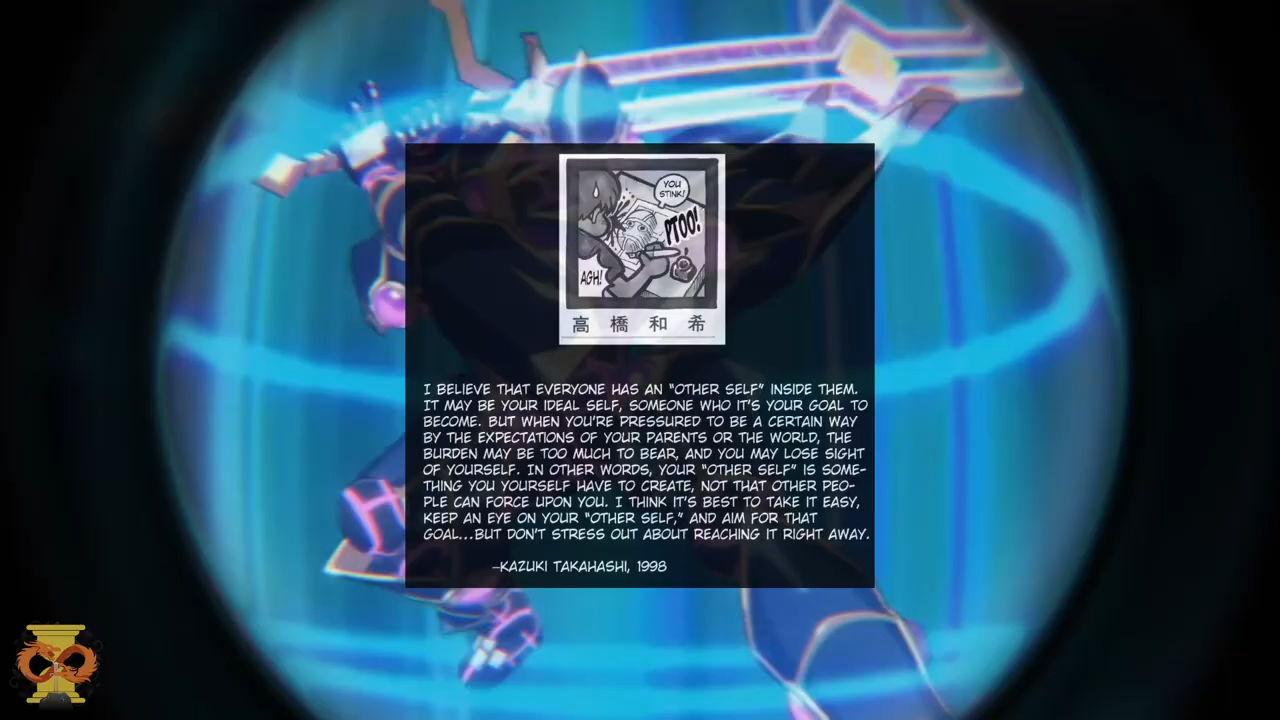 YOU
STINK!
PTOO!
AGH!
高橋和希
I BELIEVE THAT EVERYONE HAS AN "OTHER SELF" INSIDE THEM.
IT MAY BE YOUR IDEAL SELF, SOMEONE WHO IT'S YOUR GOAL TO
BECOME. BUT WHEN YOU'RE PRESSURED TO BE A CERTAIN WAY
BY THE EXPECTATIONS OF YOUR PARENTS OR THE WORLD, THE
BURDEN MAY BE TOO MUCH TO BEAR, AND YOU MAY LOSE SIGHT
OF YOURSELF. IN OTHER WORDS, YOUR "OTHER SELF" IS SOME-
THING YOU YOURSELF HAVE TO CREATE, NOT THAT OTHER PEO-
PLE CAN FORCE UPON YOU. I THINK IT'S BEST TO TAKE IT EASY,
KEEP AN EYE ON YOUR "OTHER SELF," AND AIM FOR THAT
GOAL...BUT DON'T STRESS OUT ABOUT REACHING IT RIGHT AWAY.
–KAZUKI TAKAHASHI, 1998